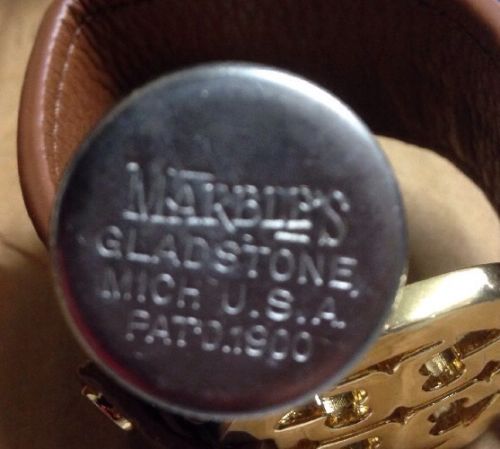 MARBLE'S
GLADSTONE,
MICH. U.S.A.
PAT'D.1900